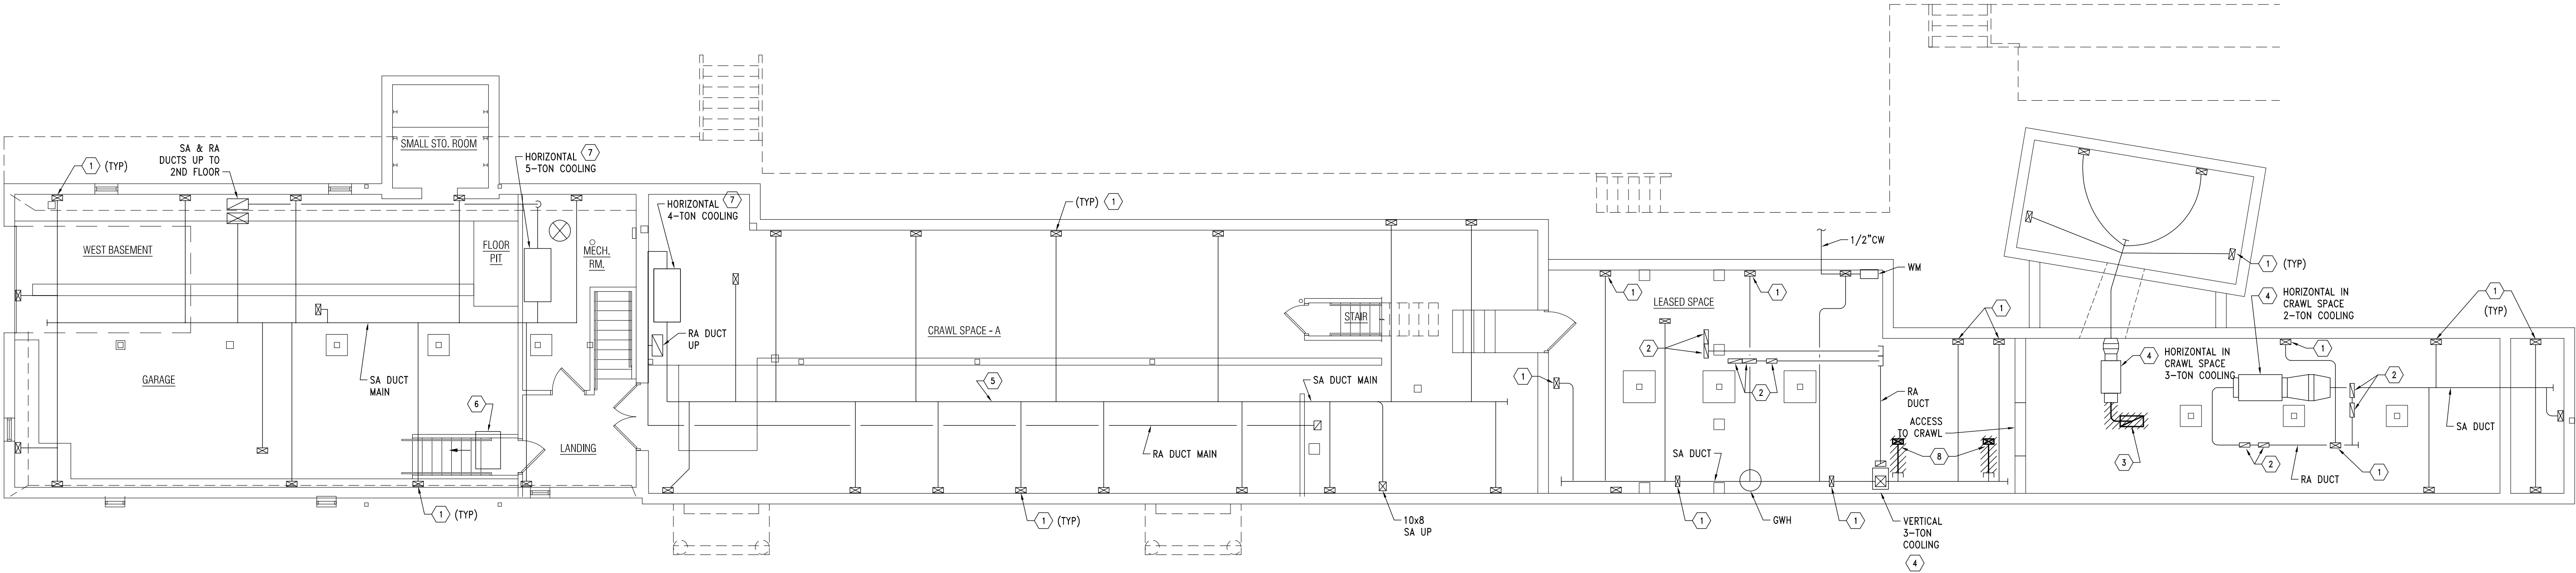 SMALL STO. ROOM
SA & RA
DUCTS UP TO
2ND FLOOR
1 (TYP)
HORIZONTAL 7
5-TON COOLING
WEST BASEMENT
FLOOR
PIT
MECH.
RM.
GARAGE
SA DUCT
MAIN
6
LANDING
1 (TYP)
HORIZONTAL 7
4-TON COOLING
(TYP) 1
RA DUCT
UP
CRAWL SPACE - A
STAIR
5
SA DUCT MAIN
RA DUCT MAIN
1 (TYP)
10x8
SA UP
1/2"CW
WM
1
1
LEASED SPACE
2
2
1
RA
DUCT
ACCESS
TO CRAWL
SA DUCT
8
1
GWH
1
VERTICAL
3-TON
COOLING
4
1
1 (TYP)
4 HORIZONTAL IN
CRAWL SPACE
2-TON COOLING
1
(TYP)
4 HORIZONTAL IN
CRAWL SPACE
3-TON COOLING
1
2
SA DUCT
3
2
1
RA DUCT